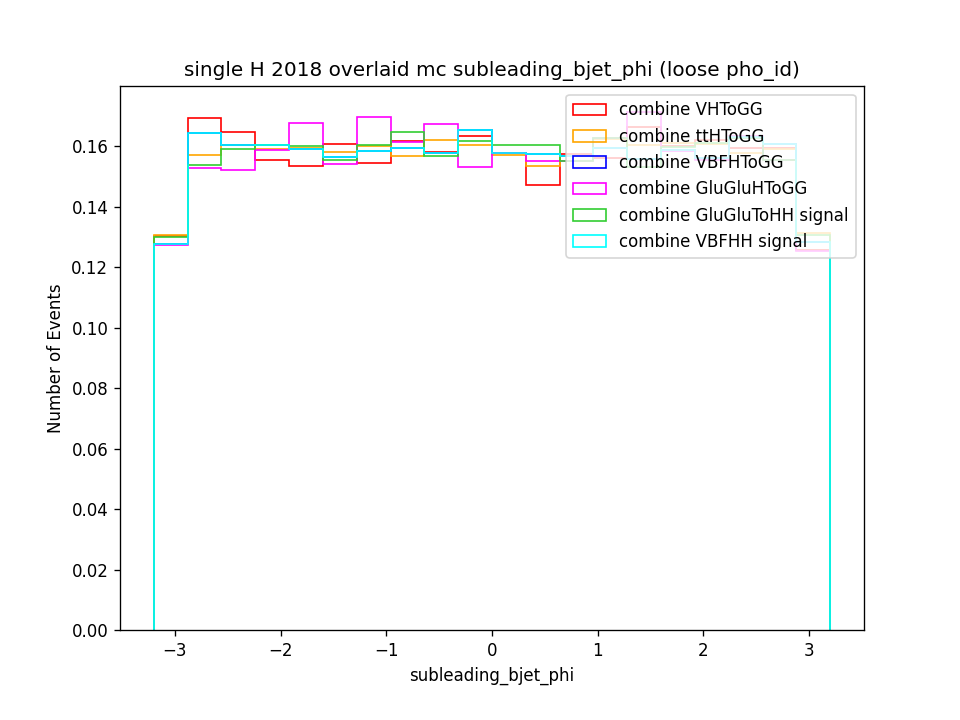 single H 2018 overlaid mc subleading_bjet_phi (loose pho_id)
combine VHToGG
combine ttHToGG
combine VBFHToGG
combine GluGluHToGG
combine GluGluToHH signal
combine VBFHH signal
0.16
0.14
0.12
0.10
0.08
0.06
0.04
0.02
0.00
Number of Events
−3 −2 −1 0 1 2 3
subleading_bjet_phi